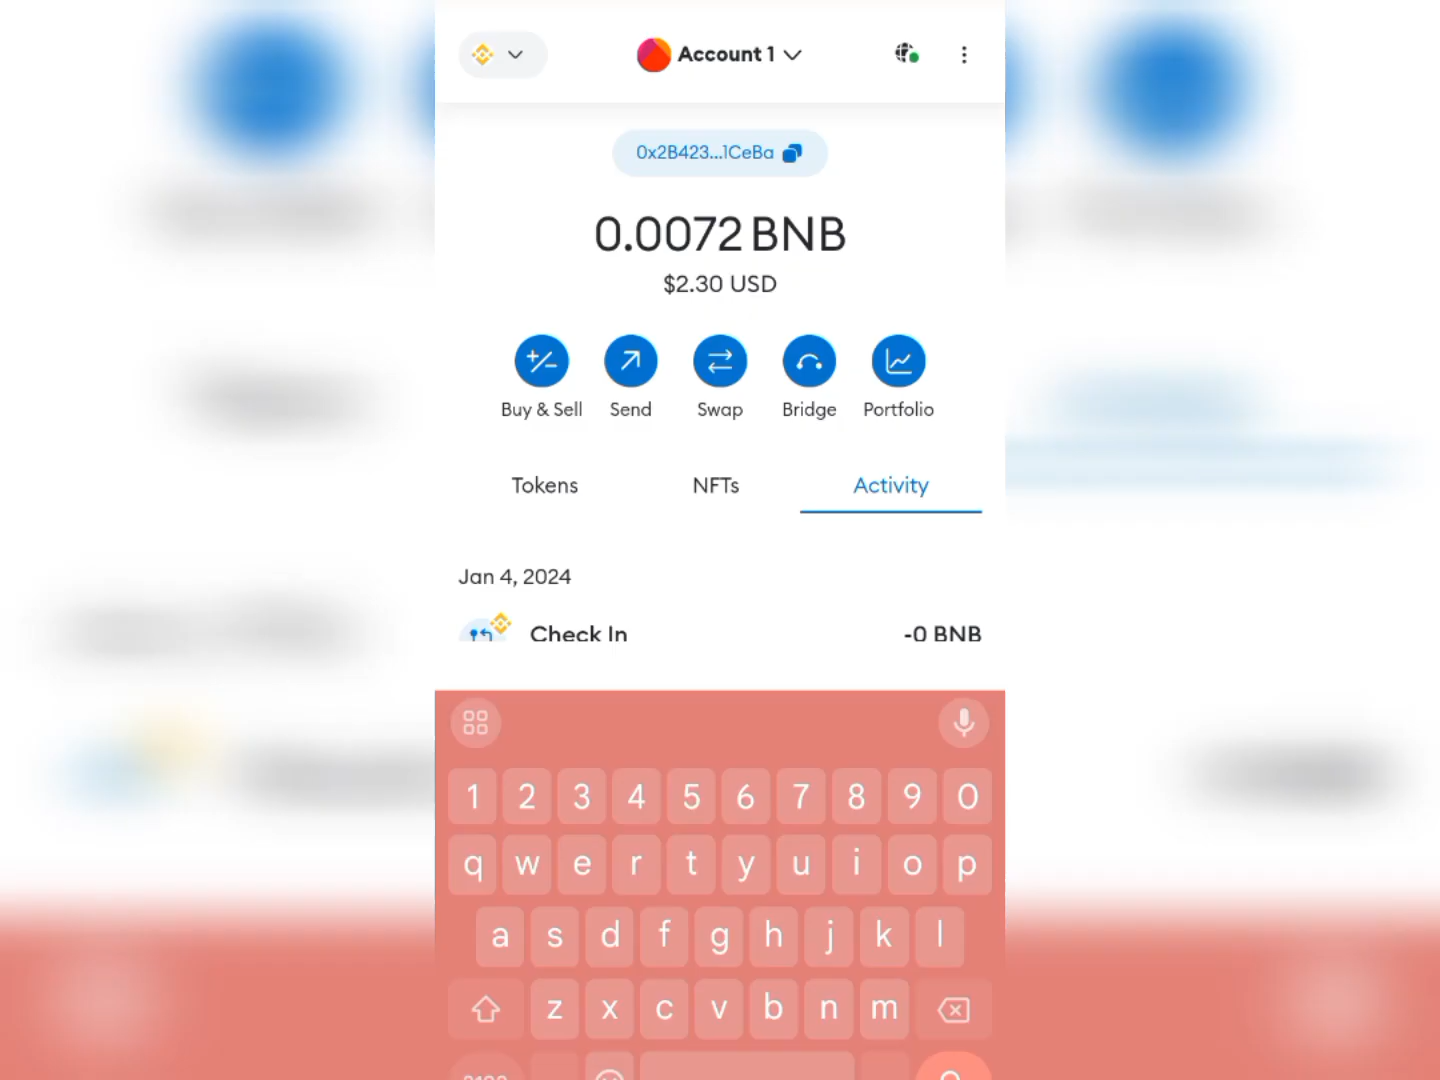 Account 1
0x2B423...1CeBa
0.0072 BNB
$2.30 USD
Buy & Sell Send Swap Bridge Portfolio
Tokens NFTs Activity
Jan 4, 2024
Check In -0 BNB
1 2 3 4 5 6 7 8 9 0
q w e r t y u i o p
a s d f g h j k l
z x c v b n m